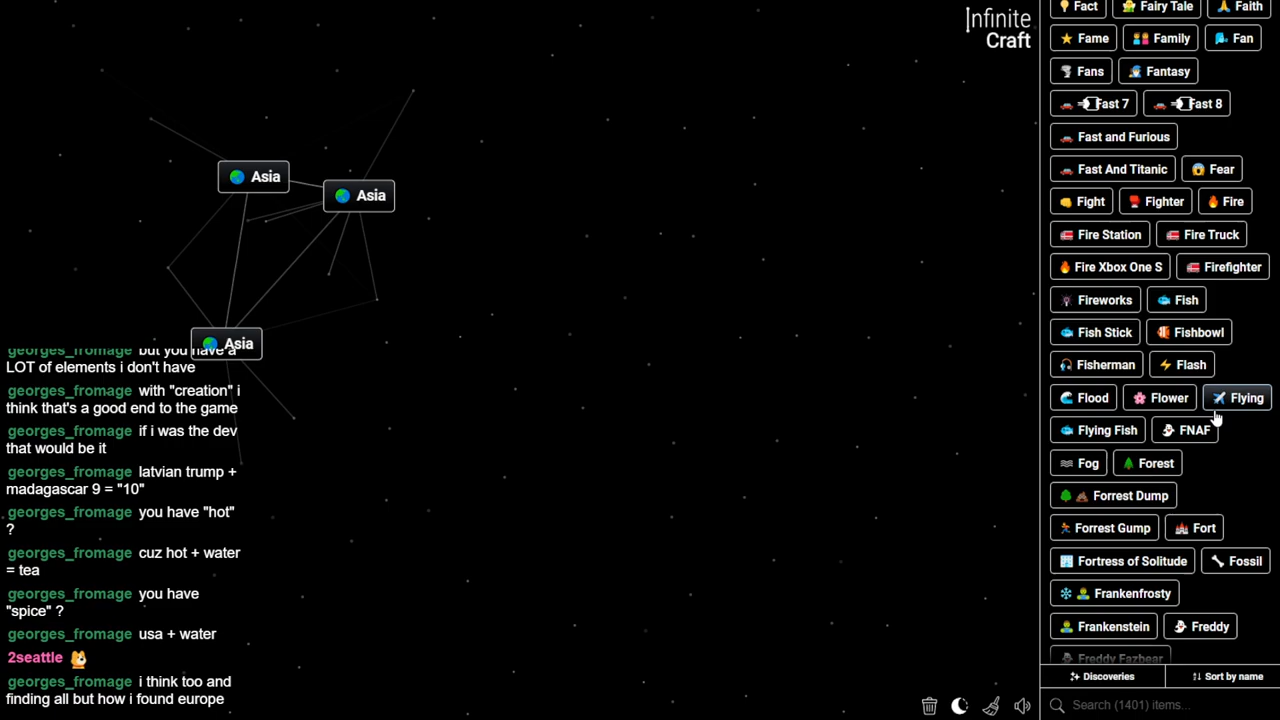 Infinite
Craft
Asia
Asia
Asia
georges_fromage but you have a
LOT of elements i don't have
georges_fromage with "creation" i
think that's a good end to the game
georges_fromage if i was the dev
that would be it
georges_fromage latvian trump +
madagascar 9 = "10"
georges_fromage you have "hot"
?
georges_fromage cuz hot + water
= tea
georges_fromage you have
"spice" ?
georges_fromage usa + water
2seattle
georges_fromage i think too and
finding all but how i found europe
Fact Fairy Tale Faith
Fame Family Fan
Fans Fantasy
Fast 7 Fast 8
Fast and Furious
Fast And Titanic Fear
Fight Fighter Fire
Fire Station Fire Truck
Fire Xbox One S Firefighter
Fireworks Fish
Fish Stick Fishbowl
Fisherman Flash
Flood Flower Flying
Flying Fish FNAF
Fog Forest
Forrest Dump
Forrest Gump Fort
Fortress of Solitude Fossil
Frankenfrosty
Frankenstein Freddy
Freddy Fazbear
Discoveries Sort by name
Search (1401) items...